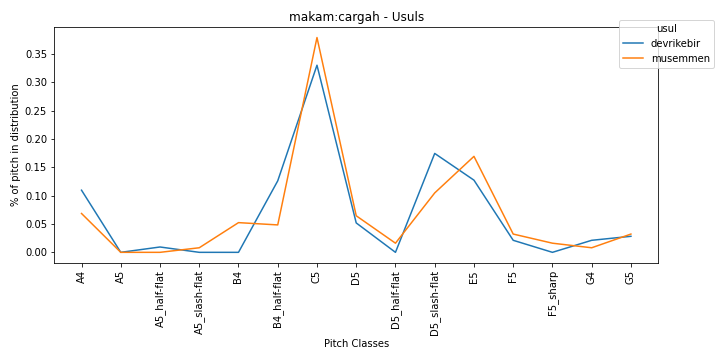 makam:cargah - Usuls
usul
devrikebir
musemmen
% of pitch in distribution
0.35
0.30
0.25
0.20
0.15
0.10
0.05
0.00
A4
A5
A5_half-flat
A5_slash-flat
B4
B4_half-flat
C5
D5
D5_half-flat
D5_slash-flat
E5
F5
F5_sharp
G4
G5
Pitch Classes